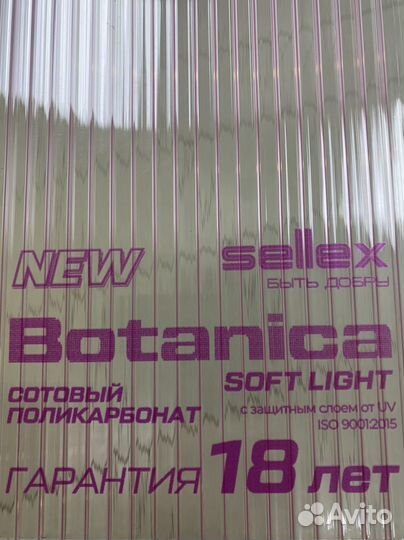 NEW
sellex
БЫТЬ ДОБРУ
Botanica
СОТОВЫЙ
ПОЛИКАРБОНАТ
SOFT LIGHT
с защитным слоем от UV
ISO 9001:2015
ГАРАНТИЯ 18 лет
Avito